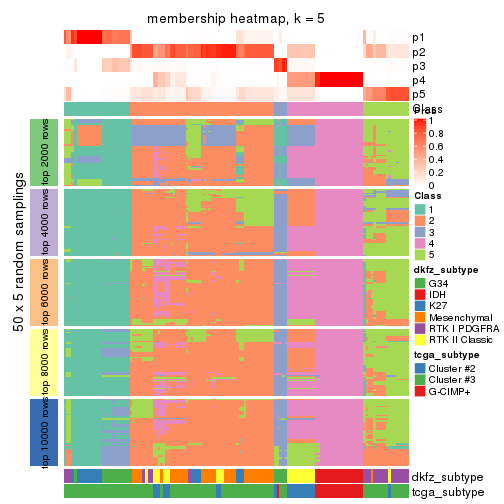 membership heatmap, k = 5
p1
p2
p3
p4
p5
Class
1
0.8
0.6
0.4
0.2
0
Class
1
2
3
4
5
dkfz_subtype
G34
IDH
K27
Mesenchymal
RTK I PDGFRA
RTK II Classic
tcga_subtype
Cluster #2
Cluster #3
G-CIMP+
50 x 5 random samplings
top 2000 rows
top 4000 rows
top 6000 rows
top 8000 rows
top 10000 rows
dkfz_subtype
tcga_subtype